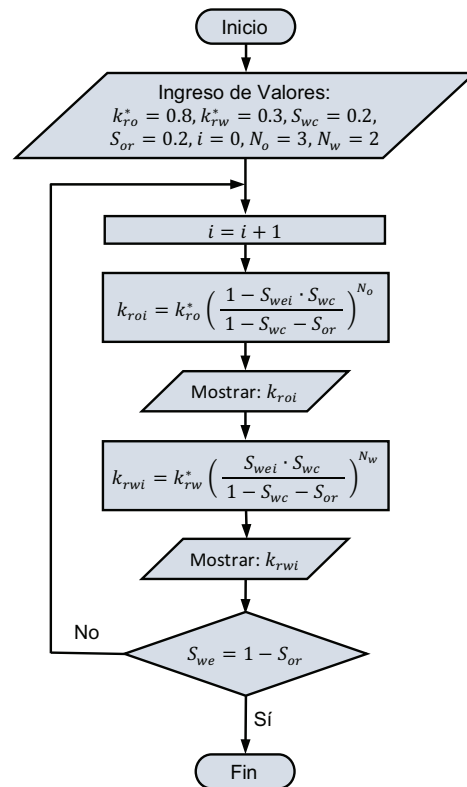 Inicio
Ingreso de Valores:
k*ro = 0.8, k*rw = 0.3, Swc = 0.2,
Sor = 0.2, i = 0, No = 3, Nw = 2
i = i + 1
kroi = k*ro ( (1 − Swei · Swc) / (1 − Swc − Sor) )^No
Mostrar: kroi
krwi = k*rw ( (Swei · Swc) / (1 − Swc − Sor) )^Nw
Mostrar: krwi
No
Swe = 1 − Sor
Sí
Fin